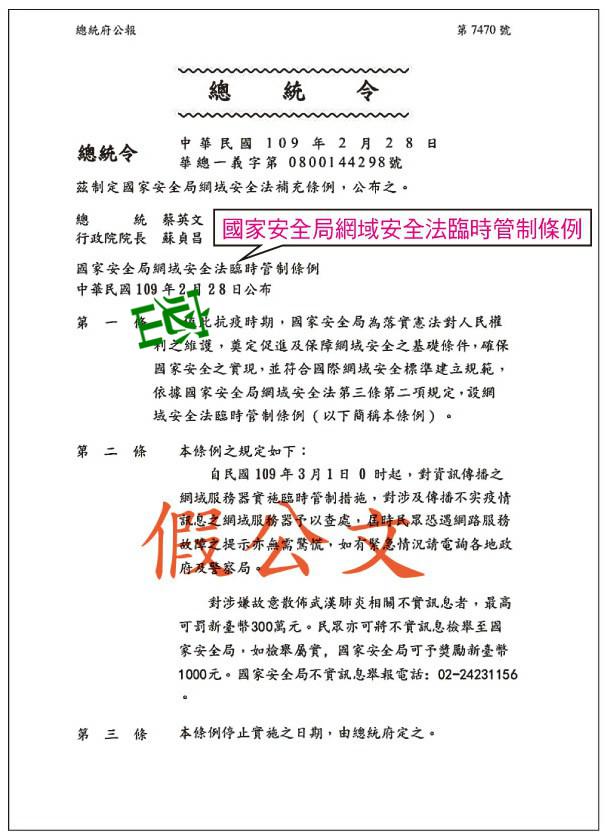 總統府公報 第 7470 號
總 統 令
總統令 中華民國 109 年 2 月 28 日
華總一義字第 0800144298號
茲制定國家安全局網域安全法補充條例，公布之。
總 統 蔡英文
行政院院長 蘇貞昌
國家安全局網域安全法臨時管制條例
國家安全局網域安全法臨時管制條例
中華民國 109 年 2 月 28 日公布
密
第 一 條 值此抗疫時期，國家安全局為落實憲法對人民權
利之維護，奠定促進及保障網域安全之基礎條件，確保
國家安全之實現，並符合國際網域安全標準建立規範，
依據國家安全局網域安全法第三條第二項規定，設網
域安全法臨時管制條例（以下簡稱本條例）。
第 二 條 本條例之規定如下：
自民國 109 年 3 月 1 日 0 時起，對資訊傳播之
網域服務器實施臨時管制措施，對涉及傳播不实疫情
訊息之網域服務器予以查處，屆時民眾恐遇網路服務
故障之提示亦無需驚慌，如有緊急情況請電詢各地政
府及警察局。
假公文
對涉嫌故意散佈武漢肺炎相關不實訊息者，最高
可罰新臺幣300萬元。民眾亦可將不實訊息檢舉至國
家安全局，如檢舉屬實，國家安全局可予獎勵新臺幣
1000元。國家安全局不實訊息舉報電話：02-24231156
。
第 三 條 本條例停止實施之日期，由總統府定之。